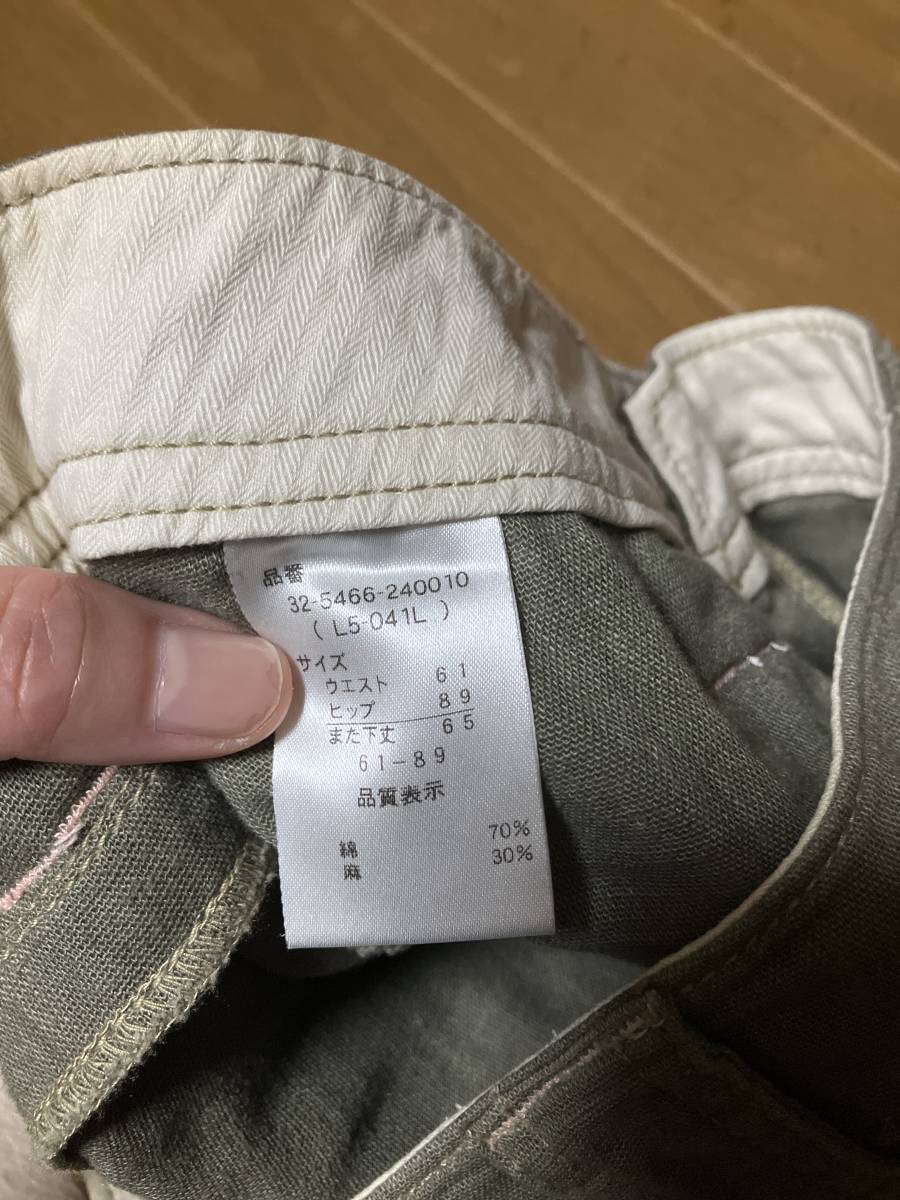 品番
32-5466-240010
( L5-041L )
サイズ
ウエスト 61
ヒップ 89
また下丈 65
61-89
品質表示
綿 70%
麻 30%